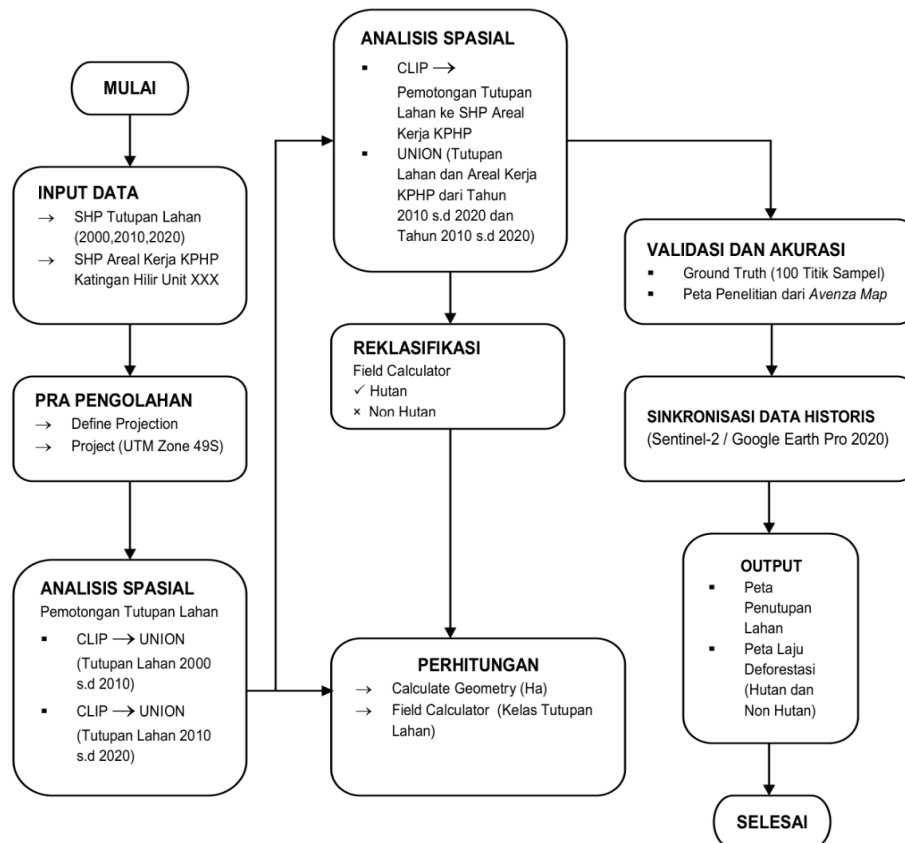 MULAI
INPUT DATA
→ SHP Tutupan Lahan
(2000,2010,2020)
→ SHP Areal Kerja KPHP
Katingan Hilir Unit XXX
PRA PENGOLAHAN
→ Define Projection
→ Project (UTM Zone 49S)
ANALISIS SPASIAL
Pemotongan Tutupan Lahan
▪ CLIP → UNION
(Tutupan Lahan 2000
s.d 2010)
▪ CLIP → UNION
(Tutupan Lahan 2010
s.d 2020)
ANALISIS SPASIAL
▪ CLIP →
Pemotongan Tutupan
Lahan ke SHP Areal
Kerja KPHP
▪ UNION (Tutupan
Lahan dan Areal Kerja
KPHP dari Tahun
2010 s.d 2020 dan
Tahun 2010 s.d 2020)
REKLASIFIKASI
Field Calculator
✓ Hutan
× Non Hutan
PERHITUNGAN
→ Calculate Geometry (Ha)
→ Field Calculator (Kelas Tutupan
Lahan)
VALIDASI DAN AKURASI
▪ Ground Truth (100 Titik Sampel)
▪ Peta Penelitian dari Avenza Map
SINKRONISASI DATA HISTORIS
(Sentinel-2 / Google Earth Pro 2020)
OUTPUT
▪ Peta
Penutupan
Lahan
▪ Peta Laju
Deforestasi
(Hutan dan
Non Hutan)
SELESAI